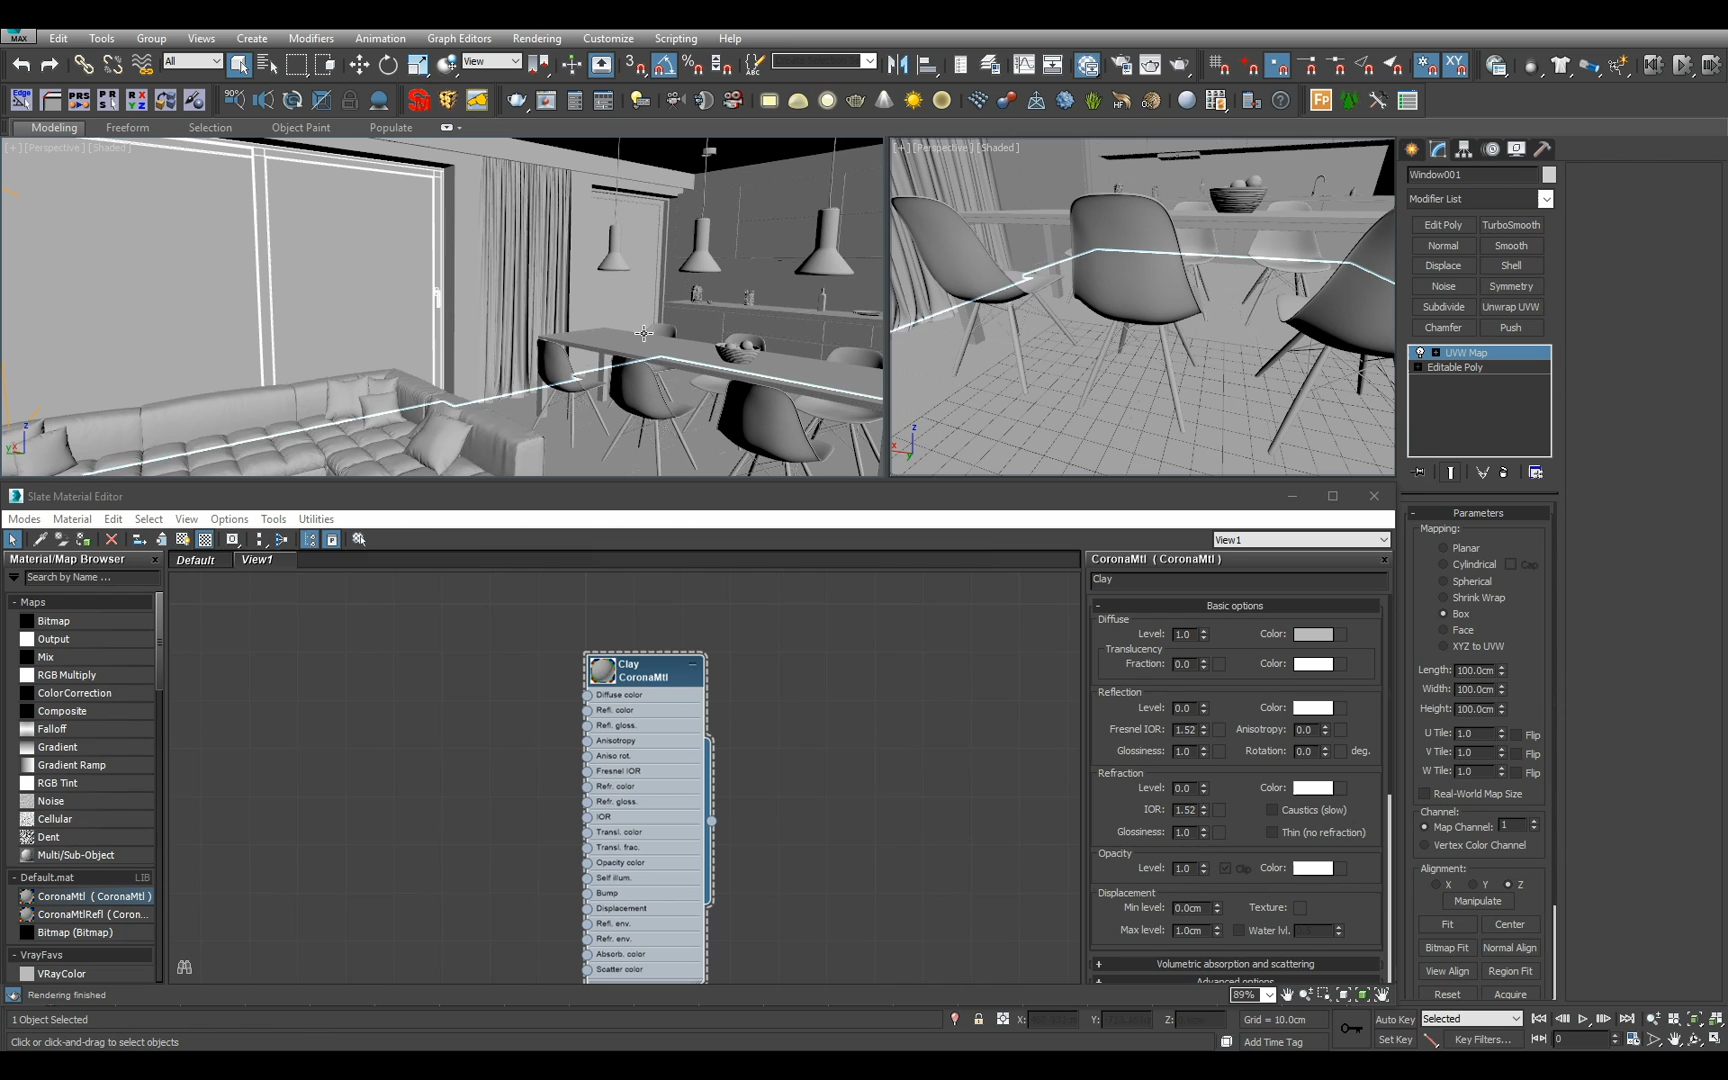 MAX
Edit Tools Group Views Create Modifiers Animation Graph Editors Rendering Customize Scripting Help
All View
Modeling Freeform Selection Object Paint Populate
[+] [Perspective] [Shaded]
[+] [Perspective] [Shaded]
Window001
Modifier List
Edit Poly TurboSmooth
Normal Smooth
Displace Shell
Noise Symmetry
Subdivide Unwrap UVW
Chamfer Push
UVW Map
Editable Poly
Slate Material Editor
Modes Material Edit Select View Options Tools Utilities
View1
Material/Map Browser
Search by Name ...
- Maps
Bitmap
Output
Mix
RGB Multiply
ColorCorrection
Composite
Falloff
Gradient
Gradient Ramp
RGB Tint
Noise
Cellular
Dent
Multi/Sub-Object
- Default.mat LIB
CoronaMtl ( CoronaMtl )
CoronaMtlRefl ( Coron...
Bitmap (Bitmap)
- VrayFavs
VRayColor
Default View1
Clay
CoronaMtl
Diffuse color
Refl. color
Refl. gloss.
Anisotropy
Aniso rot.
Fresnel IOR
Refr. color
Refr. gloss.
IOR
Transl. color
Transl. frac.
Opacity color
Self illum.
Bump
Displacement
Refl. env.
Refr. env.
Absorb. color
Scatter color
CoronaMtl ( CoronaMtl )
Clay
- Basic options
Diffuse
Level: 1.0 Color:
Translucency
Fraction: 0.0 Color:
Reflection
Level: 0.0 Color:
Fresnel IOR: 1.52 Anisotropy: 0.0
Glossiness: 1.0 Rotation: 0.0 deg.
Refraction
Level: 0.0 Color:
IOR: 1.52 Caustics (slow)
Glossiness: 1.0 Thin (no refraction)
Opacity
Level: 1.0 Clip Color:
Displacement
Min level: 0.0cm Texture:
Max level: 1.0cm Water lvl.
+ Volumetric absorption and scattering
+ Advanced options
89%
- Parameters
Mapping:
Planar
Cylindrical Cap
Spherical
Shrink Wrap
Box
Face
XYZ to UVW
Length: 100.0cm
Width: 100.0cm
Height: 100.0cm
U Tile: 1.0 Flip
V Tile: 1.0 Flip
W Tile: 1.0 Flip
Real-World Map Size
Channel:
Map Channel: 1
Vertex Color Channel
Alignment:
X Y Z
Manipulate
Fit Center
Bitmap Fit Normal Align
View Align Region Fit
Reset Acquire
Rendering finished
1 Object Selected X: Y: Z: Grid = 10.0cm Auto Key Selected
Click or click-and-drag to select objects Add Time Tag Set Key Key Filters... 0